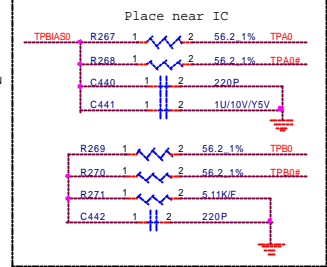 Place near IC
TPBIAS0 R267 1 2 56.2_1% TPA0
R268 1 2 56.2_1% TPA0#
C440 1 2 220P
C441 1 2 1U/10V/Y5V
R269 1 2 56.2_1% TPB0
R270 1 2 56.2_1% TPB0#
R271 1 2 5.11K/F
C442 1 2 220P